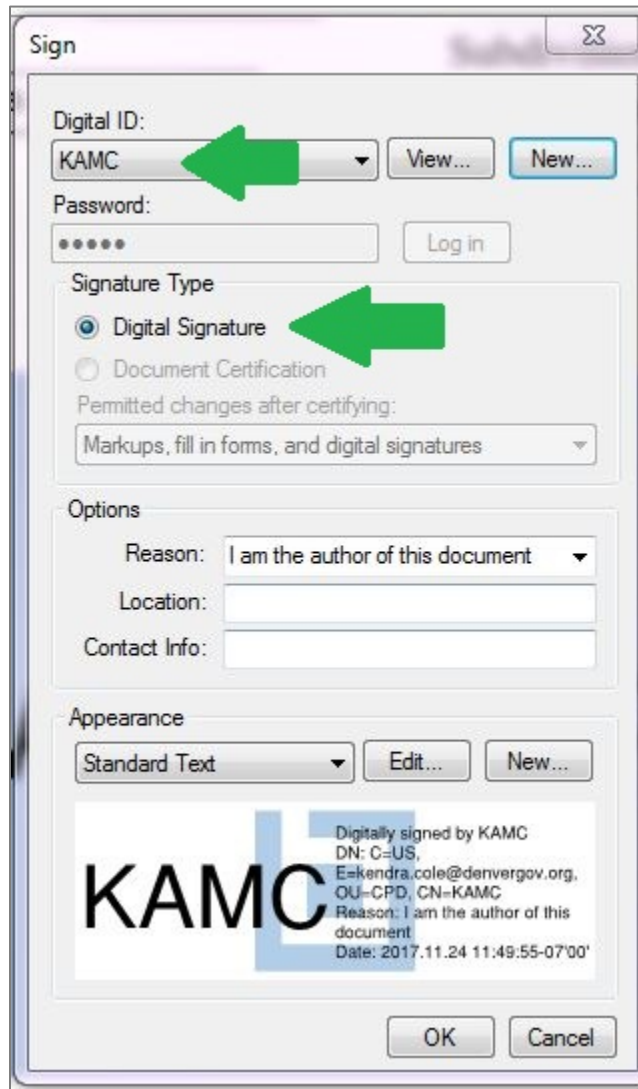 Sign
Digital ID:
KAMC View... New...
Password:
••••• Log in
Signature Type
Digital Signature
Document Certification
Permitted changes after certifying:
Markups, fill in forms, and digital signatures
Options
Reason: I am the author of this document
Location:
Contact Info:
Appearance
Standard Text Edit... New...
KAMC
Digitally signed by KAMC
DN: C=US,
E=kendra.cole@denvergov.org,
OU=CPD, CN=KAMC
Reason: I am the author of this
document
Date: 2017.11.24 11:49:55-07'00'
OK Cancel